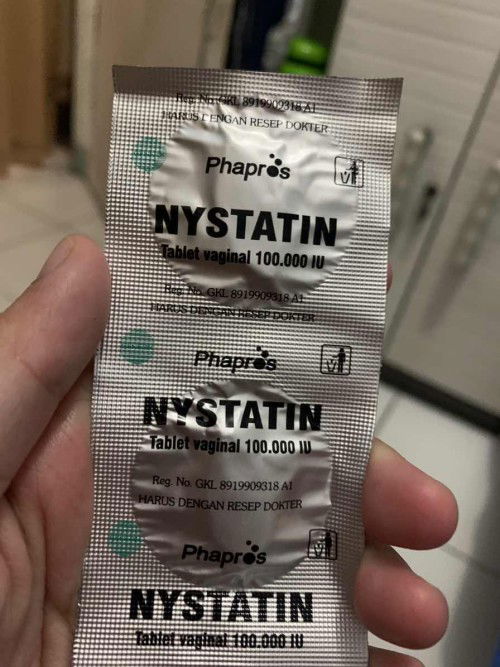 Reg. No. GKL 8919909318 A1
HARUS DENGAN RESEP DOKTER
Phapros
NYSTATIN
Tablet vaginal 100.000 IU
Reg. No. GKL 8919909318 A1
HARUS DENGAN RESEP DOKTER
Phapros
NYSTATIN
Tablet vaginal 100.000 IU
Reg. No. GKL 8919909318 A1
HARUS DENGAN RESEP DOKTER
Phapros
NYSTATIN
Tablet vaginal 100.000 IU